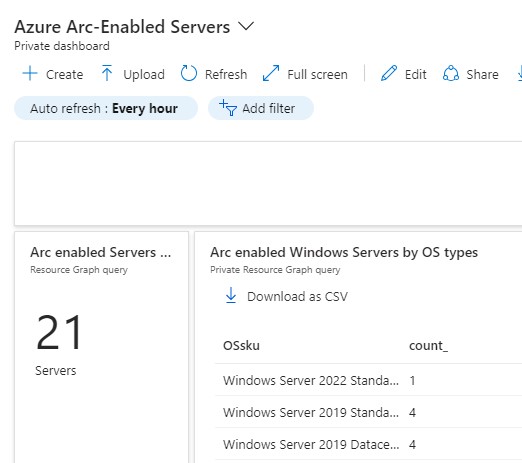 Azure Arc-Enabled Servers
Private dashboard
Create Upload Refresh Full screen Edit Share
Auto refresh : Every hour Add filter
Arc enabled Servers ...
Resource Graph query
21
Servers
Arc enabled Windows Servers by OS types
Private Resource Graph query
Download as CSV
OSsku count_
Windows Server 2022 Standa... 1
Windows Server 2019 Standa... 4
Windows Server 2019 Datace... 4